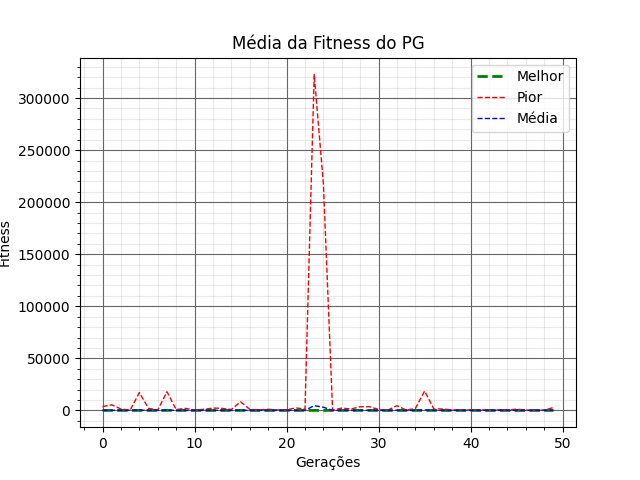 Média da Fitness do PG
Melhor
Pior
Média
300000
250000
200000
150000
100000
50000
0
Fitness
0 10 20 30 40 50
Gerações